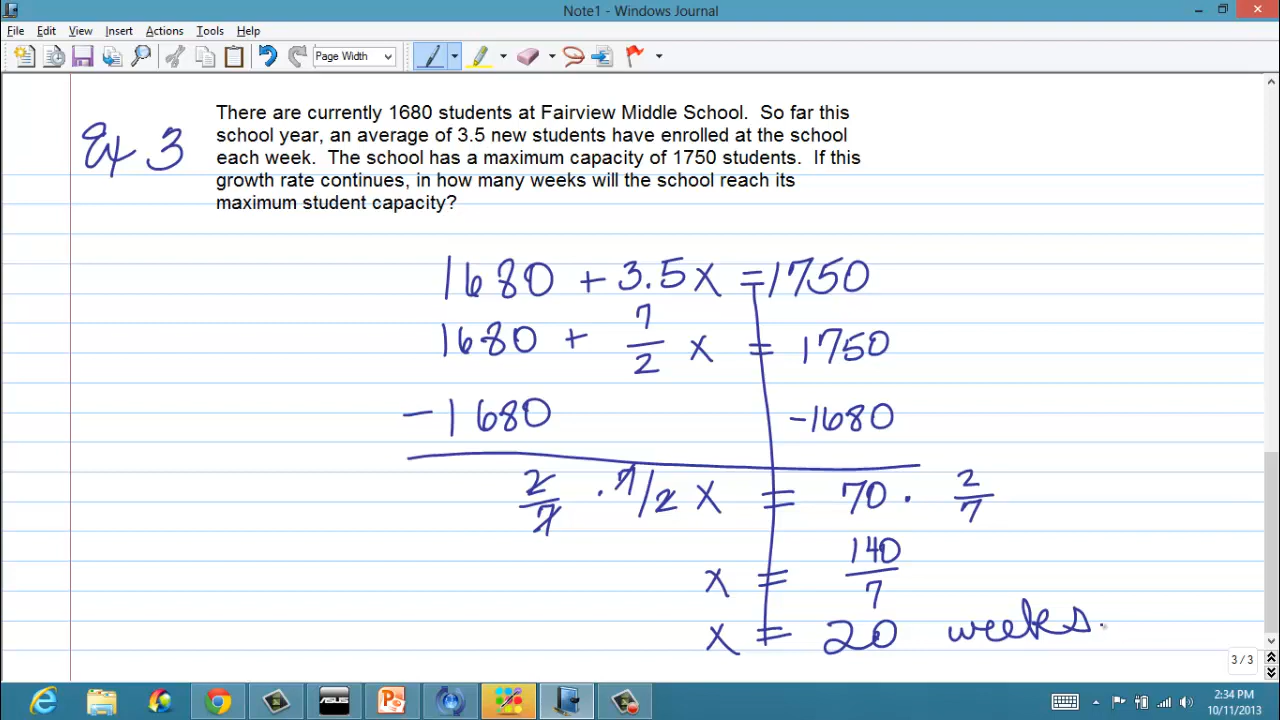 Note1 - Windows Journal
File Edit View Insert Actions Tools Help
Page Width
Ex 3
There are currently 1680 students at Fairview Middle School. So far this
school year, an average of 3.5 new students have enrolled at the school
each week. The school has a maximum capacity of 1750 students. If this
growth rate continues, in how many weeks will the school reach its
maximum student capacity?
1680 + 3.5x = 1750
1680 + 7/2 x = 1750
-1680 -1680
2/7 · 7/2 x = 70 · 2/7
x = 140/7
x = 20 weeks.
3 / 3
ASUS
2:34 PM
10/11/2013